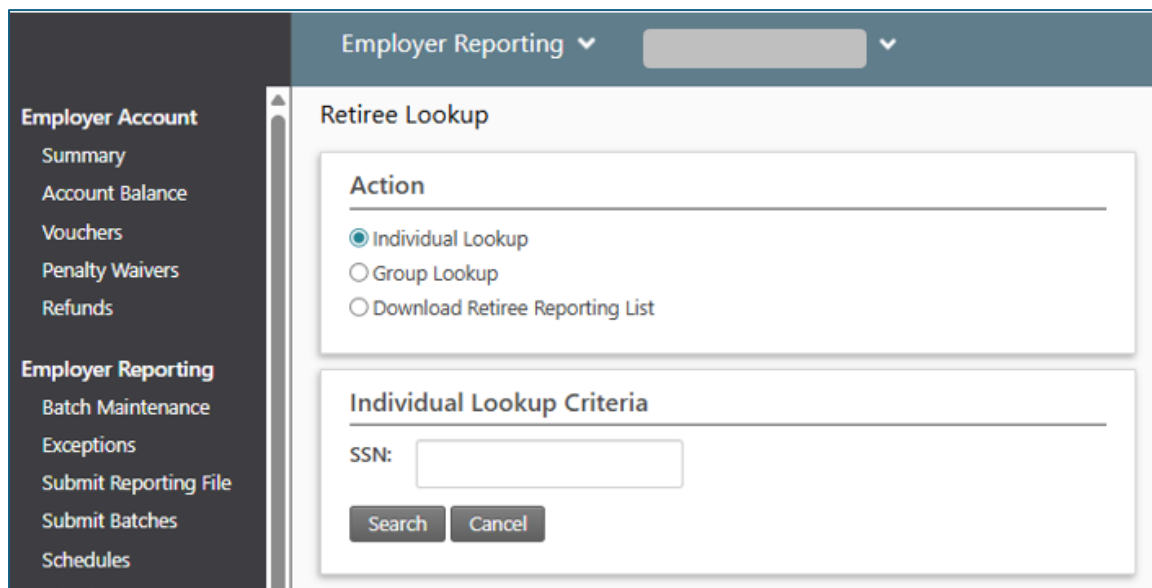 Employer Reporting
Employer Account
Summary
Account Balance
Vouchers
Penalty Waivers
Refunds
Employer Reporting
Batch Maintenance
Exceptions
Submit Reporting File
Submit Batches
Schedules
Retiree Lookup
Action
Individual Lookup
Group Lookup
Download Retiree Reporting List
Individual Lookup Criteria
SSN:
Search Cancel